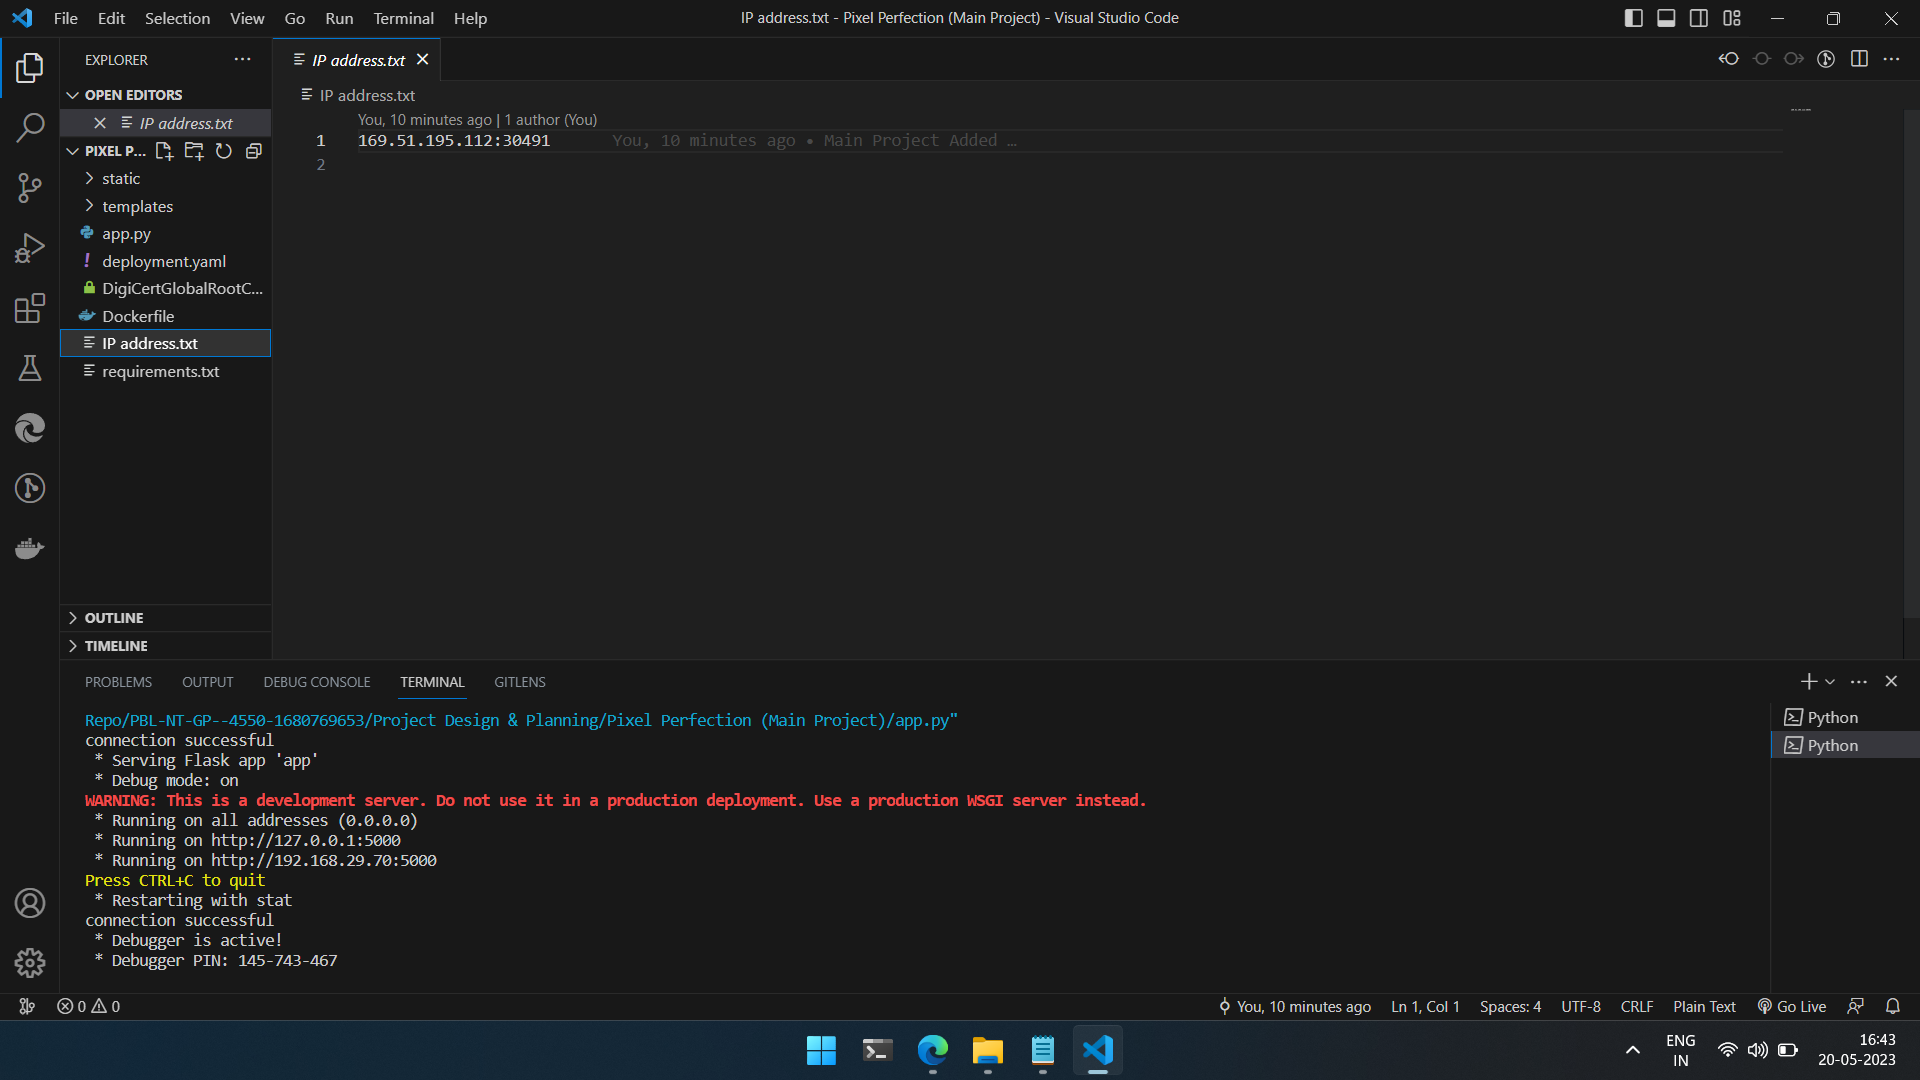 File Edit Selection View Go Run Terminal Help
IP address.txt - Pixel Perfection (Main Project) - Visual Studio Code
EXPLORER
OPEN EDITORS
IP address.txt
PIXEL P...
static
templates
app.py
deployment.yaml
DigiCertGlobalRootC...
Dockerfile
IP address.txt
requirements.txt
OUTLINE
TIMELINE
IP address.txt
IP address.txt
You, 10 minutes ago | 1 author (You)
1 169.51.195.112:30491 You, 10 minutes ago • Main Project Added …
2
PROBLEMS OUTPUT DEBUG CONSOLE TERMINAL GITLENS
Repo/PBL-NT-GP--4550-1680769653/Project Design & Planning/Pixel Perfection (Main Project)/app.py"
connection successful
* Serving Flask app 'app'
* Debug mode: on
WARNING: This is a development server. Do not use it in a production deployment. Use a production WSGI server instead.
* Running on all addresses (0.0.0.0)
* Running on http://127.0.0.1:5000
* Running on http://192.168.29.70:5000
Press CTRL+C to quit
* Restarting with stat
connection successful
* Debugger is active!
* Debugger PIN: 145-743-467
Python
Python
0 0
You, 10 minutes ago Ln 1, Col 1 Spaces: 4 UTF-8 CRLF Plain Text Go Live
ENG
IN
16:43
20-05-2023